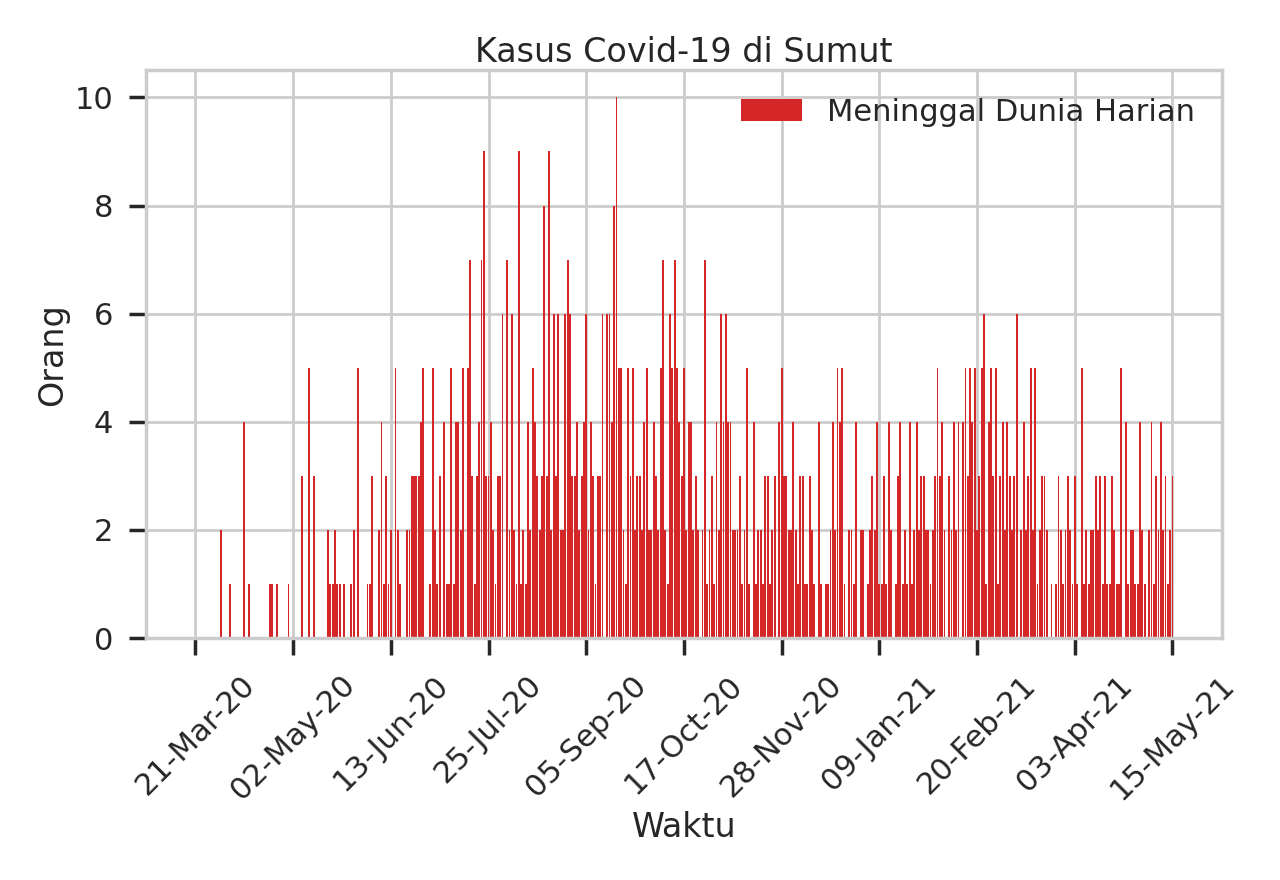 Kasus Covid-19 di Sumut
Meninggal Dunia Harian
Orang
10
8
6
4
2
0
21-Mar-20
02-May-20
13-Jun-20
25-Jul-20
05-Sep-20
17-Oct-20
28-Nov-20
09-Jan-21
20-Feb-21
03-Apr-21
15-May-21
Waktu